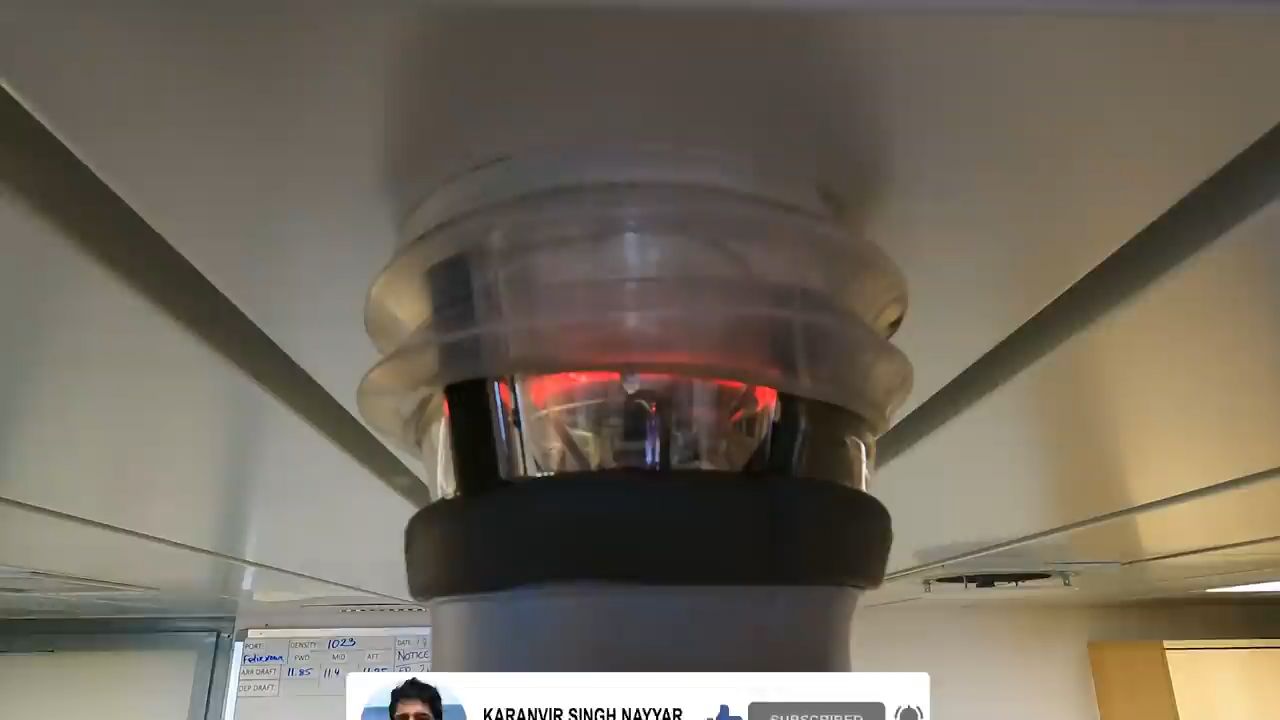 PORT:
DENSITY: 1023
DATE:
Felixstowe
FWD MID AFT
NOTICE
ARR DRAFT 11.85 11.4
DEP DRAFT
KARANVIR SINGH NAYYAR
SUBSCRIBED